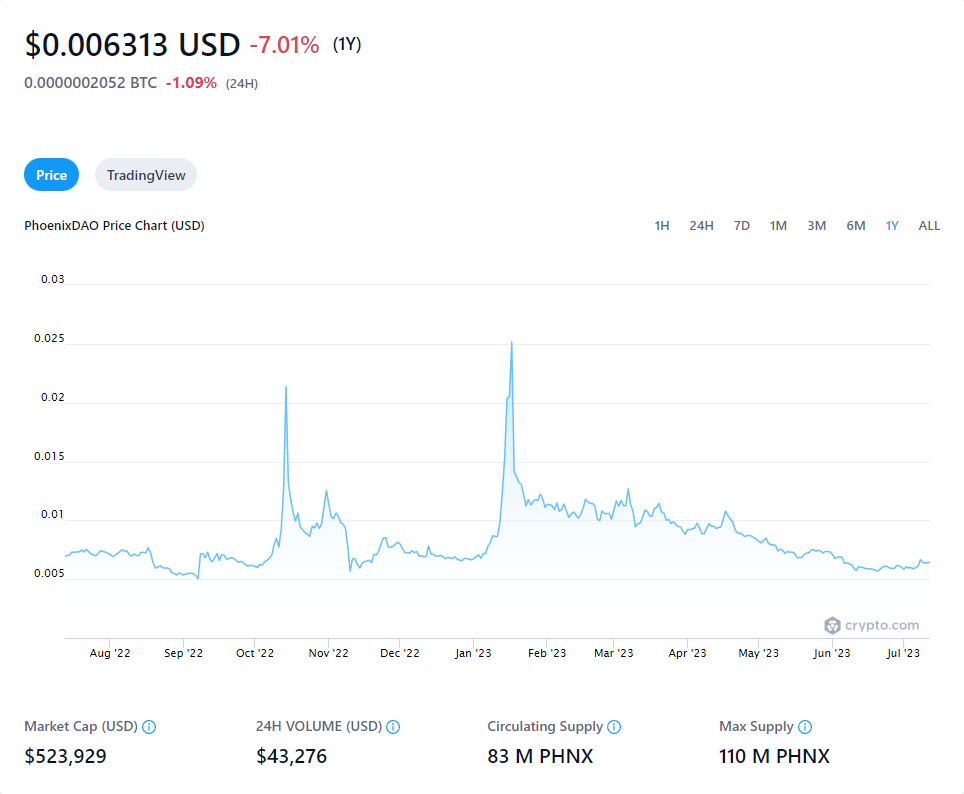 $0.006313 USD -7.01% (1Y)
0.0000002052 BTC -1.09% (24H)
Price TradingView
PhoenixDAO Price Chart (USD) 1H 24H 7D 1M 3M 6M 1Y ALL
0.03
0.025
0.02
0.015
0.01
0.005
crypto.com
Aug '22 Sep '22 Oct '22 Nov '22 Dec '22 Jan '23 Feb '23 Mar '23 Apr '23 May '23 Jun '23 Jul '23
Market Cap (USD) 24H VOLUME (USD) Circulating Supply Max Supply
$523,929 $43,276 83 M PHNX 110 M PHNX